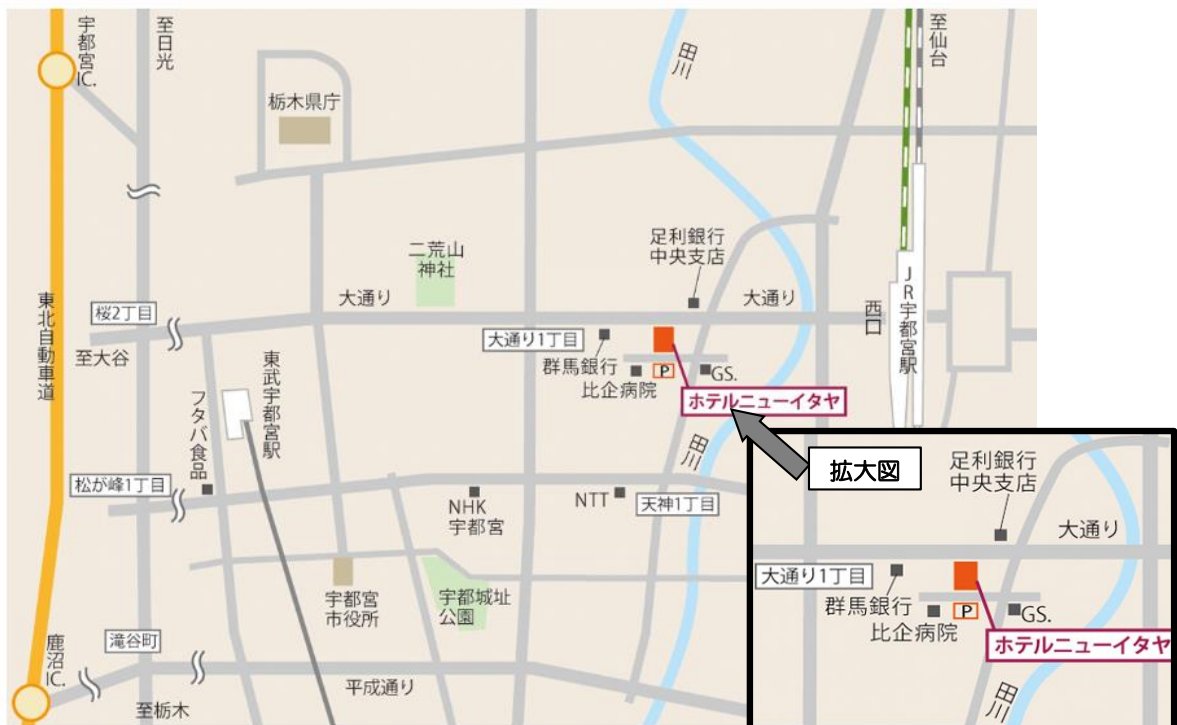 宇都宮
IC.
至日光
栃木県庁
田川
至仙台
足利銀行
中央支店
二荒山
神社
大通り
大通り
西口
JR宇都宮駅
東北自動車道
桜2丁目
至大谷
大通り1丁目
群馬銀行
比企病院
P
GS.
ホテルニューイタヤ
東武宇都宮駅
フタバ食品
田川
拡大図
松が峰1丁目
NHK
宇都宮
NTT
天神1丁目
宇都宮
市役所
宇都城址
公園
滝谷町
鹿沼
IC.
平成通り
至栃木
足利銀行
中央支店
大通り
大通り1丁目
群馬銀行
比企病院
P
GS.
ホテルニューイタヤ
田川